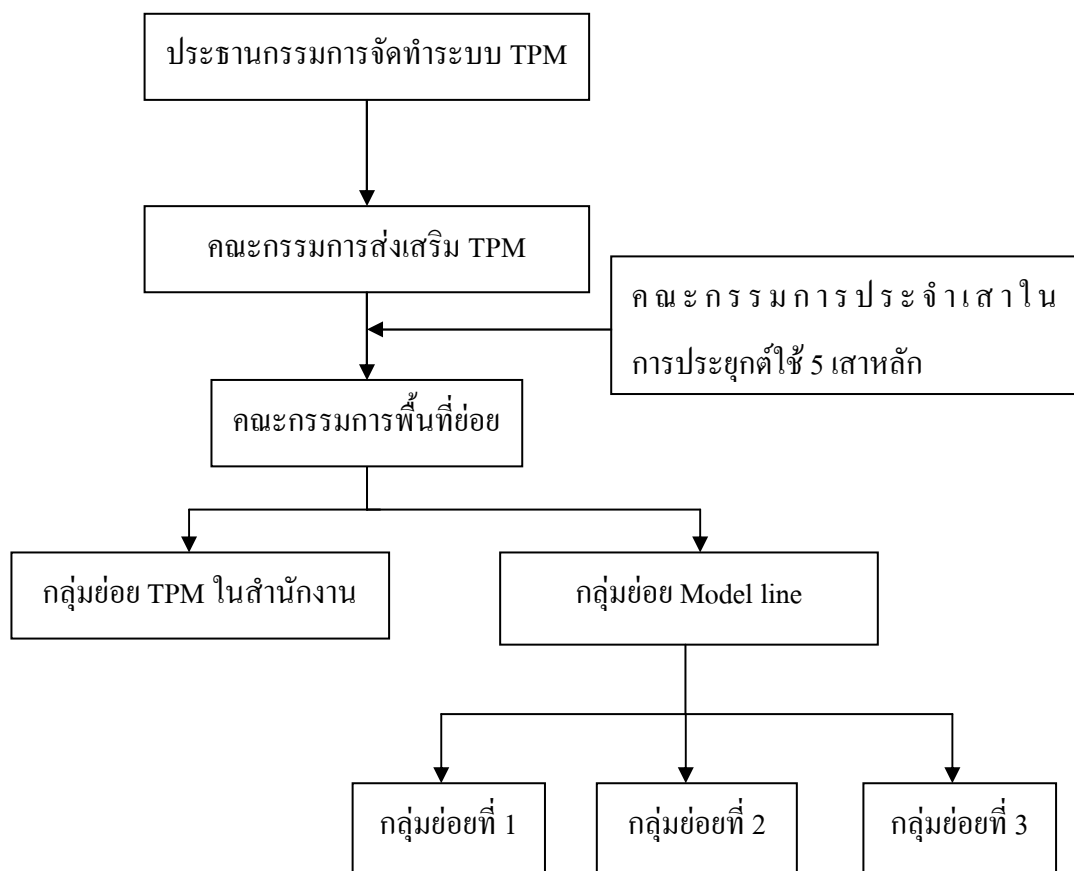 ประธานกรรมการจัดทำระบบ TPM
คณะกรรมการส่งเสริม TPM
คณะกรรมการประจำเสาใน
การประยุกต์ใช้ 5 เสาหลัก
คณะกรรมการพื้นที่ย่อย
กลุ่มย่อย TPM ในสำนักงาน
กลุ่มย่อย Model line
กลุ่มย่อยที่ 1
กลุ่มย่อยที่ 2
กลุ่มย่อยที่ 3